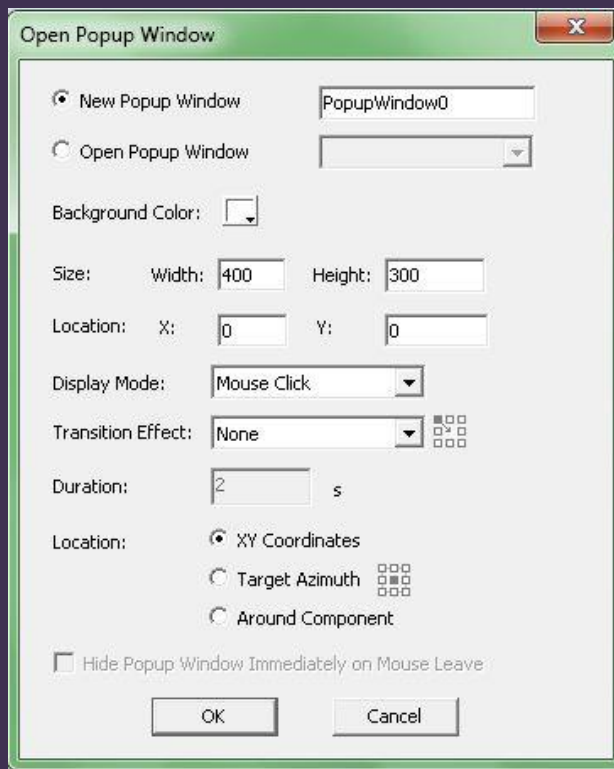 Open Popup Window
New Popup Window PopupWindow0
Open Popup Window
Background Color:
Size: Width: 400 Height: 300
Location: X: 0 Y: 0
Display Mode: Mouse Click
Transition Effect: None
Duration: 2 s
Location: XY Coordinates
Target Azimuth
Around Component
Hide Popup Window Immediately on Mouse Leave
OK Cancel